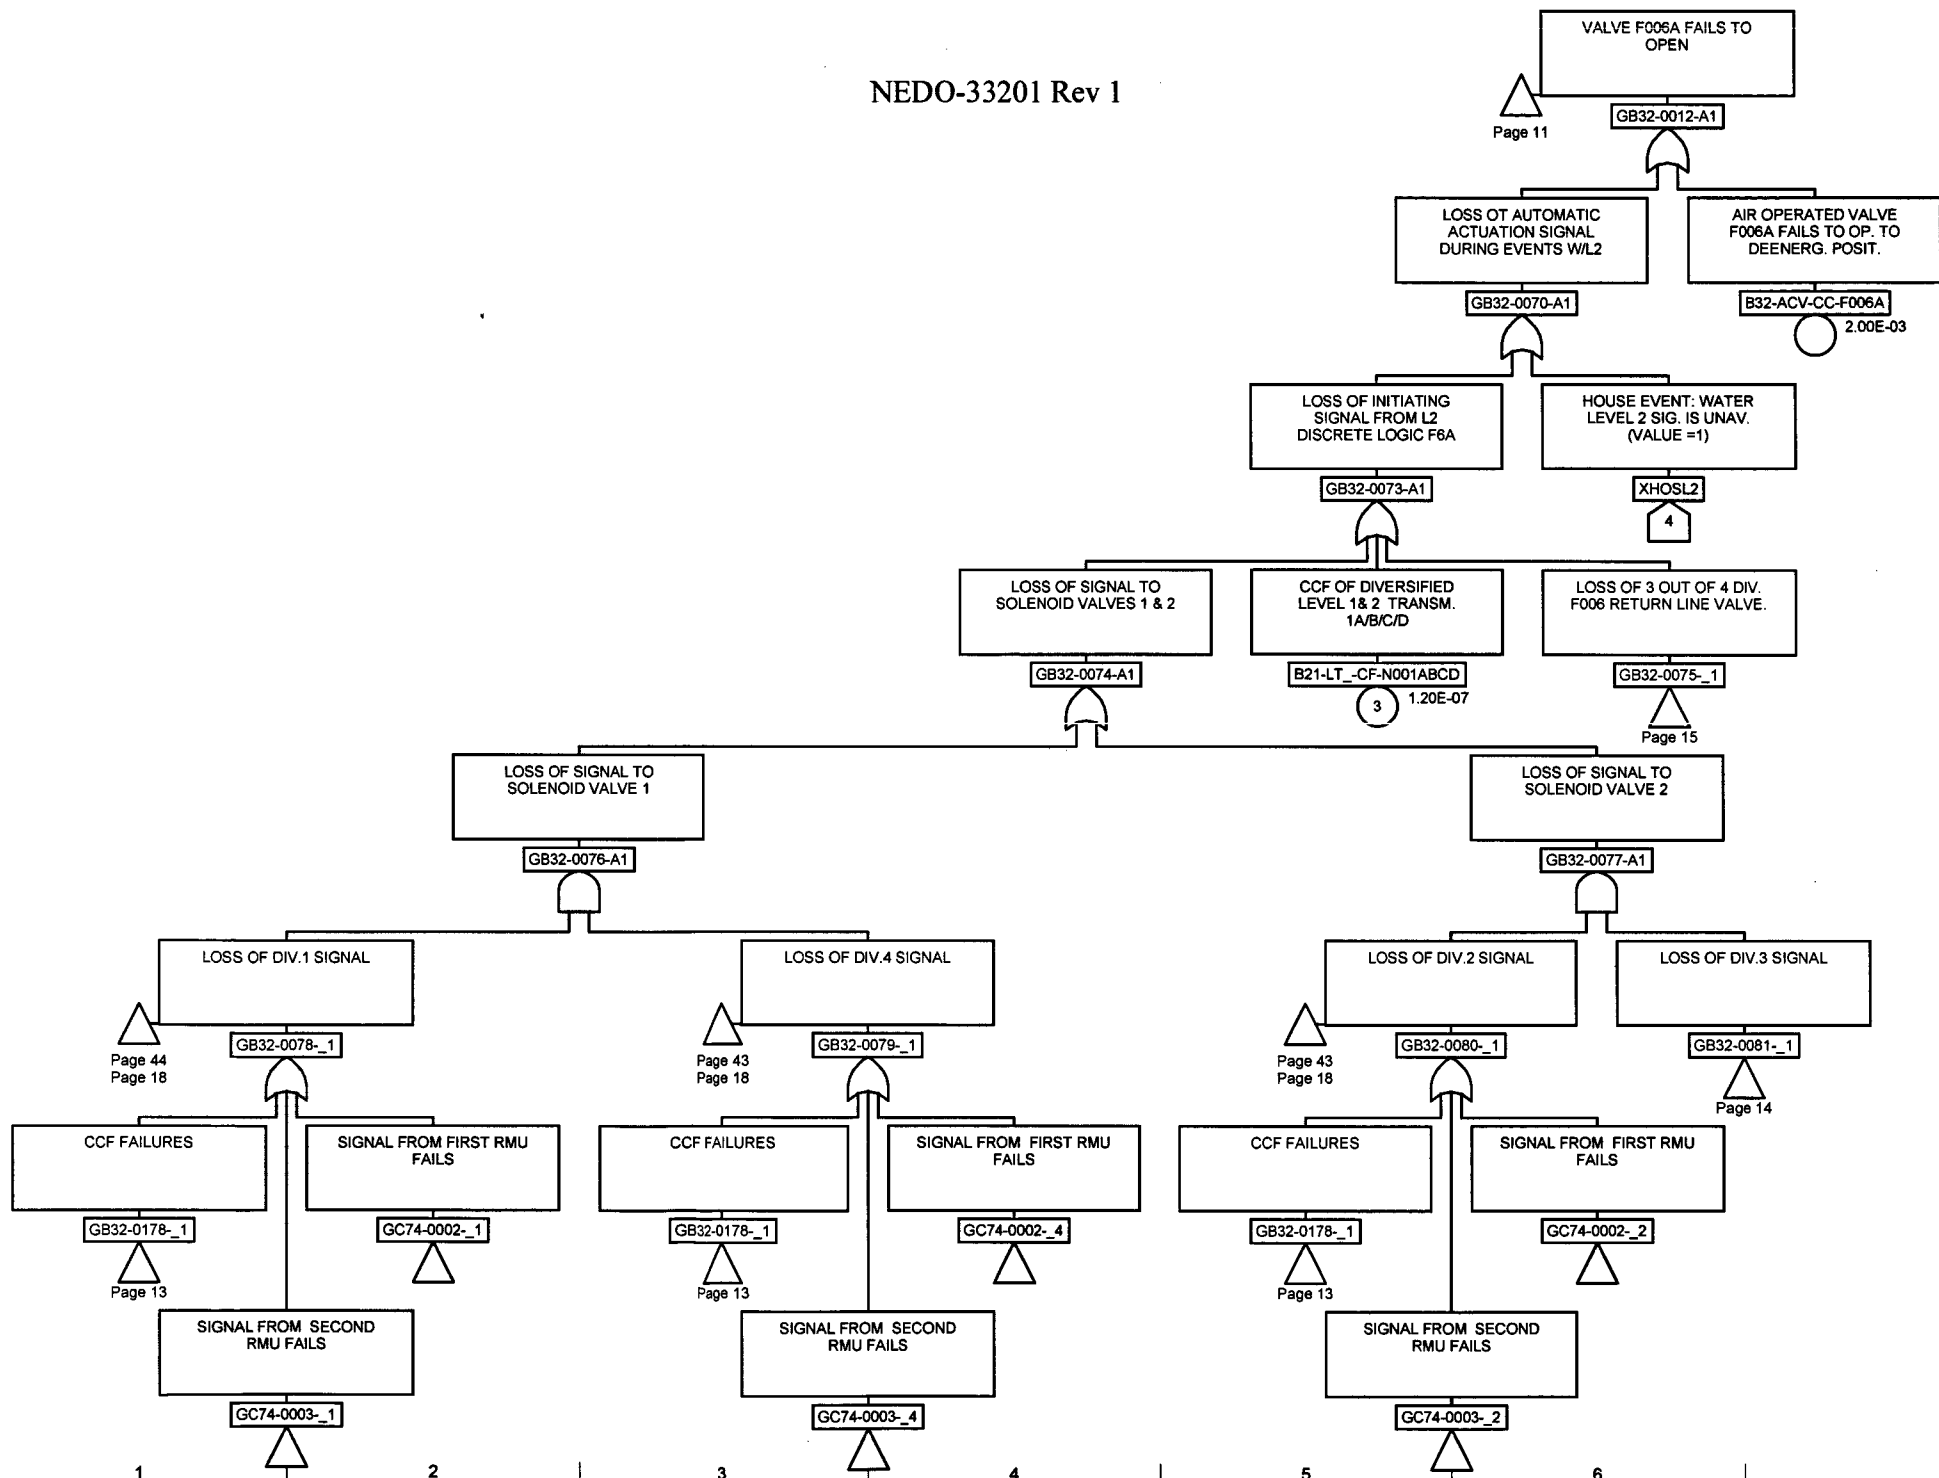 VALVE F006A FAILS TO
OPEN
NEDO-33201 Rev 1
Page 11
GB32-0012-A1
LOSS OT AUTOMATIC
ACTUATION SIGNAL
DURING EVENTS W/L2
AIR OPERATED VALVE
F006A FAILS TO OP. TO
DEENERG. POSIT.
GB32-0070-A1
B32-ACV-CC-F006A
2.00E-03
LOSS OF INITIATING
SIGNAL FROM L2
DISCRETE LOGIC F6A
HOUSE EVENT: WATER
LEVEL 2 SIG. IS UNAV.
(VALUE =1)
GB32-0073-A1
XHOSL2
4
LOSS OF SIGNAL TO
SOLENOID VALVES 1 & 2
CCF OF DIVERSIFIED
LEVEL 1& 2 TRANSM.
1A/B/C/D
LOSS OF 3 OUT OF 4 DIV.
F006 RETURN LINE VALVE.
GB32-0074-A1
B21-LT_-CF-N001ABCD
3
1.20E-07
GB32-0075-_1
Page 15
LOSS OF SIGNAL TO
SOLENOID VALVE 1
LOSS OF SIGNAL TO
SOLENOID VALVE 2
GB32-0076-A1
GB32-0077-A1
LOSS OF DIV.1 SIGNAL
LOSS OF DIV.4 SIGNAL
LOSS OF DIV.2 SIGNAL
LOSS OF DIV.3 SIGNAL
Page 44
Page 18
GB32-0078-_1
Page 43
Page 18
GB32-0079-_1
Page 43
Page 18
GB32-0080-_1
GB32-0081-_1
Page 14
CCF FAILURES
SIGNAL FROM FIRST RMU
FAILS
CCF FAILURES
SIGNAL FROM FIRST RMU
FAILS
CCF FAILURES
SIGNAL FROM FIRST RMU
FAILS
GB32-0178-_1
Page 13
GC74-0002-_1
GB32-0178-_1
Page 13
GC74-0002-_4
GB32-0178-_1
Page 13
GC74-0002-_2
SIGNAL FROM SECOND
RMU FAILS
SIGNAL FROM SECOND
RMU FAILS
SIGNAL FROM SECOND
RMU FAILS
GC74-0003-_1
GC74-0003-_4
GC74-0003-_2
1 2 3 4 5 6